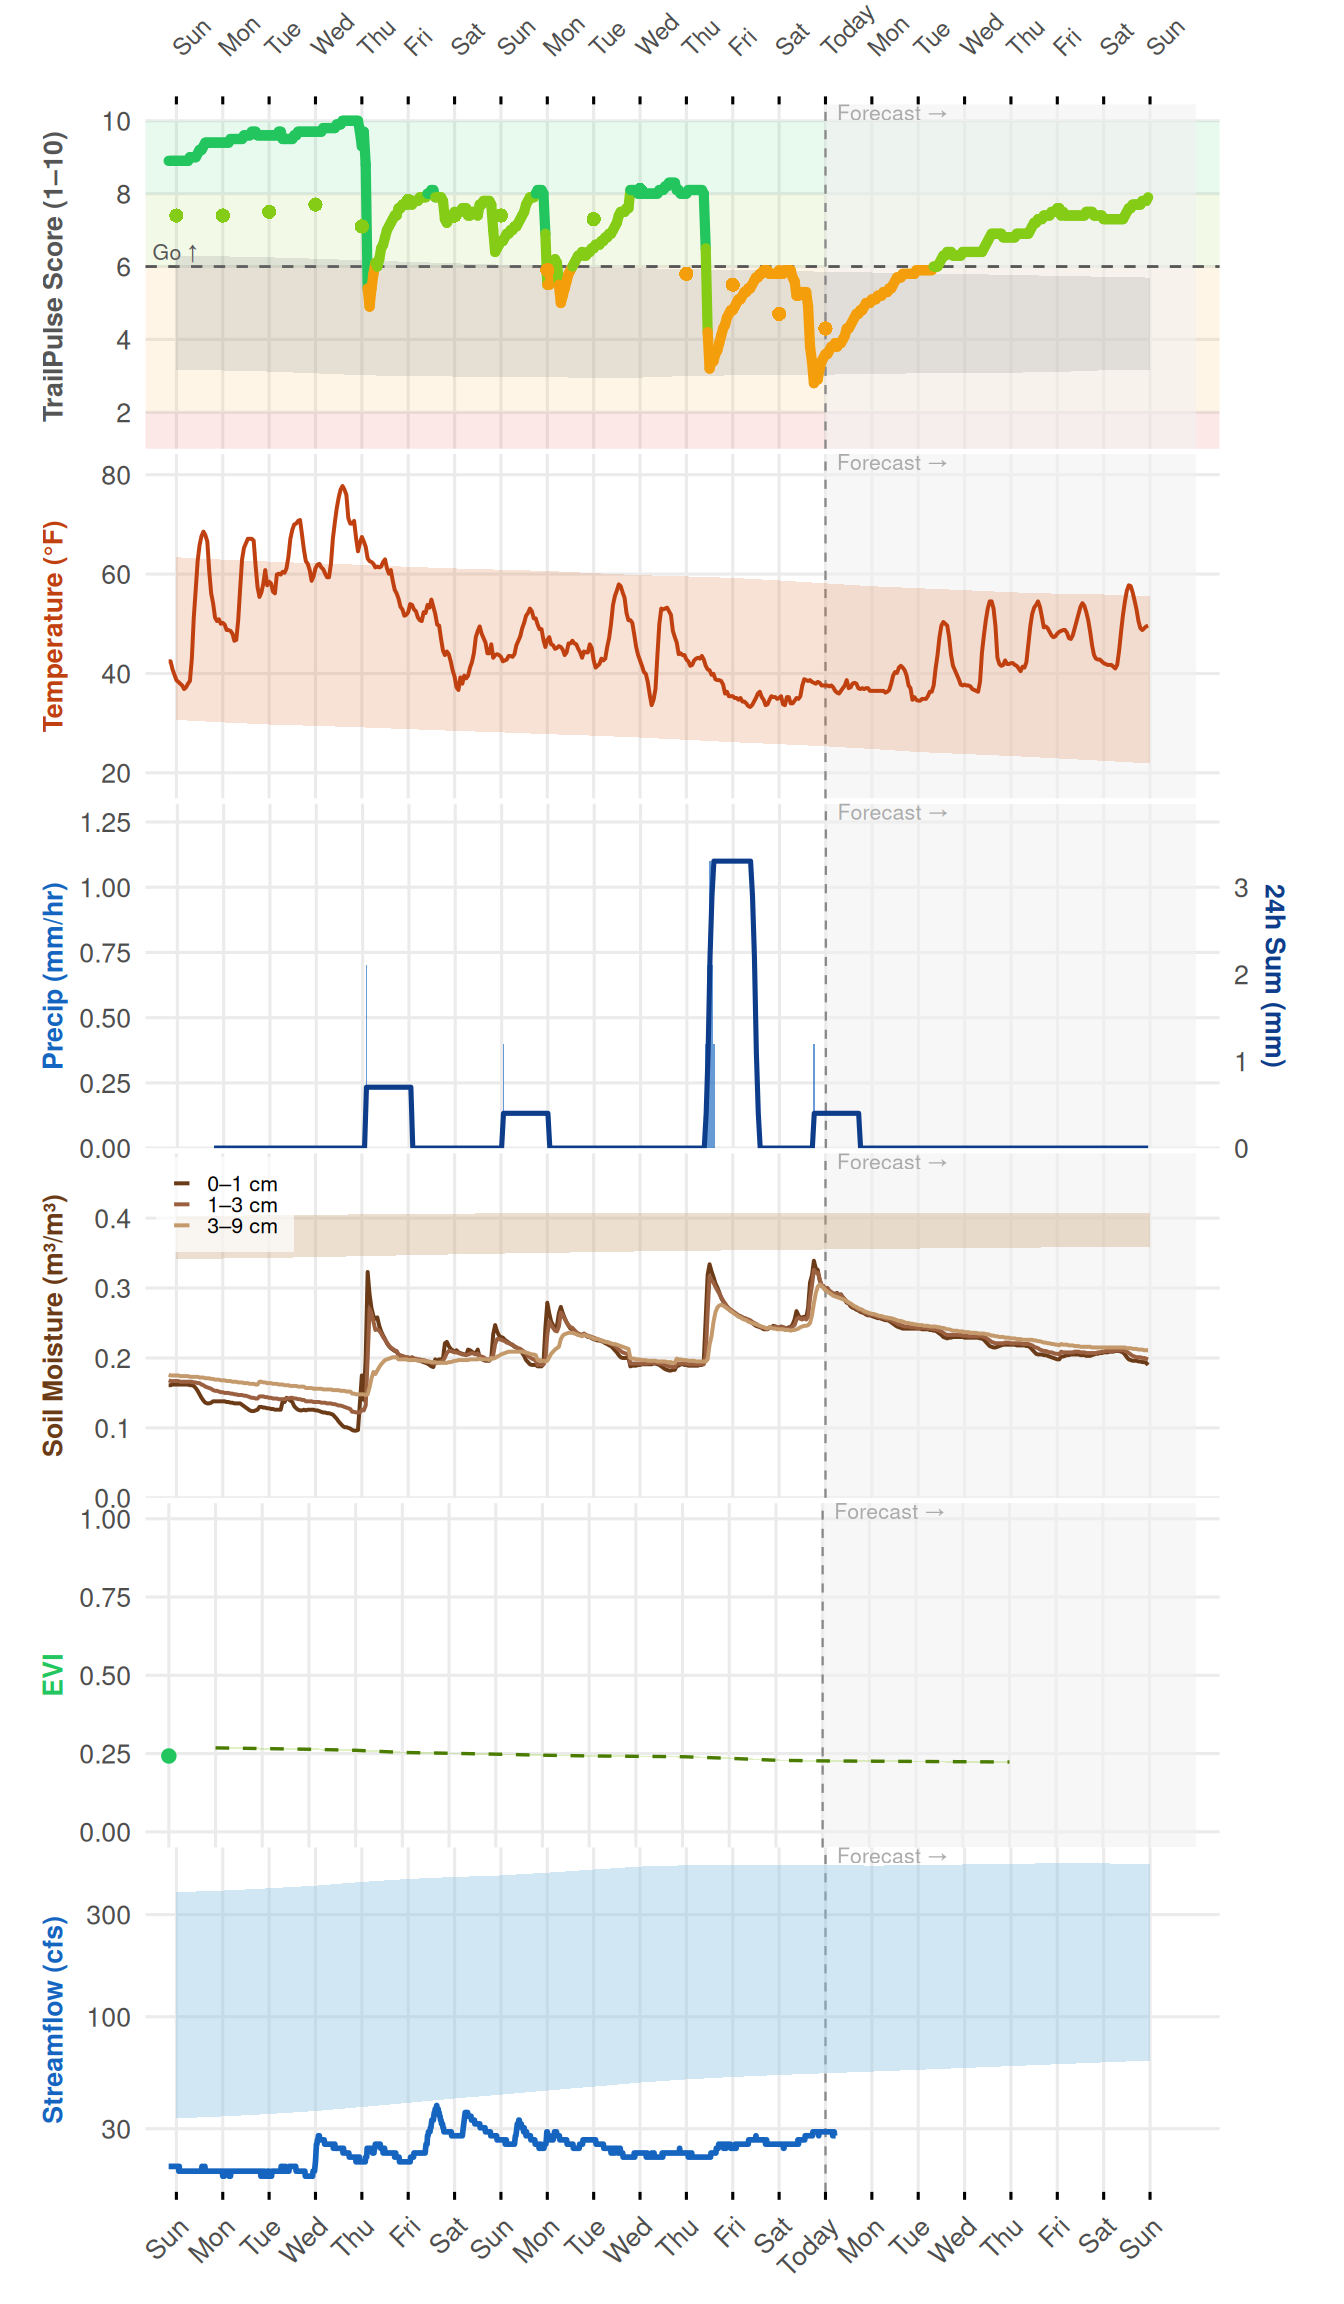 Sun Mon Tue Wed Thu Fri Sat Sun Mon Tue Wed Thu Fri Sat Today Mon Tue Wed Thu Fri Sat Sun
TrailPulse Score (1–10)
Forecast →
10
8
Go ↑
6
4
2
Temperature (°F)
Forecast →
80
60
40
20
Precip (mm/hr)
24h Sum (mm)
Forecast →
1.25
1.00
3
0.75
2
0.50
1
0.25
0.00
0
Soil Moisture (m³/m³)
Forecast →
0–1 cm
1–3 cm
3–9 cm
0.4
0.3
0.2
0.1
0.0
EVI
Forecast →
1.00
0.75
0.50
0.25
0.00
Streamflow (cfs)
Forecast →
300
100
30
Sun Mon Tue Wed Thu Fri Sat Sun Mon Tue Wed Thu Fri Sat Today Mon Tue Wed Thu Fri Sat Sun